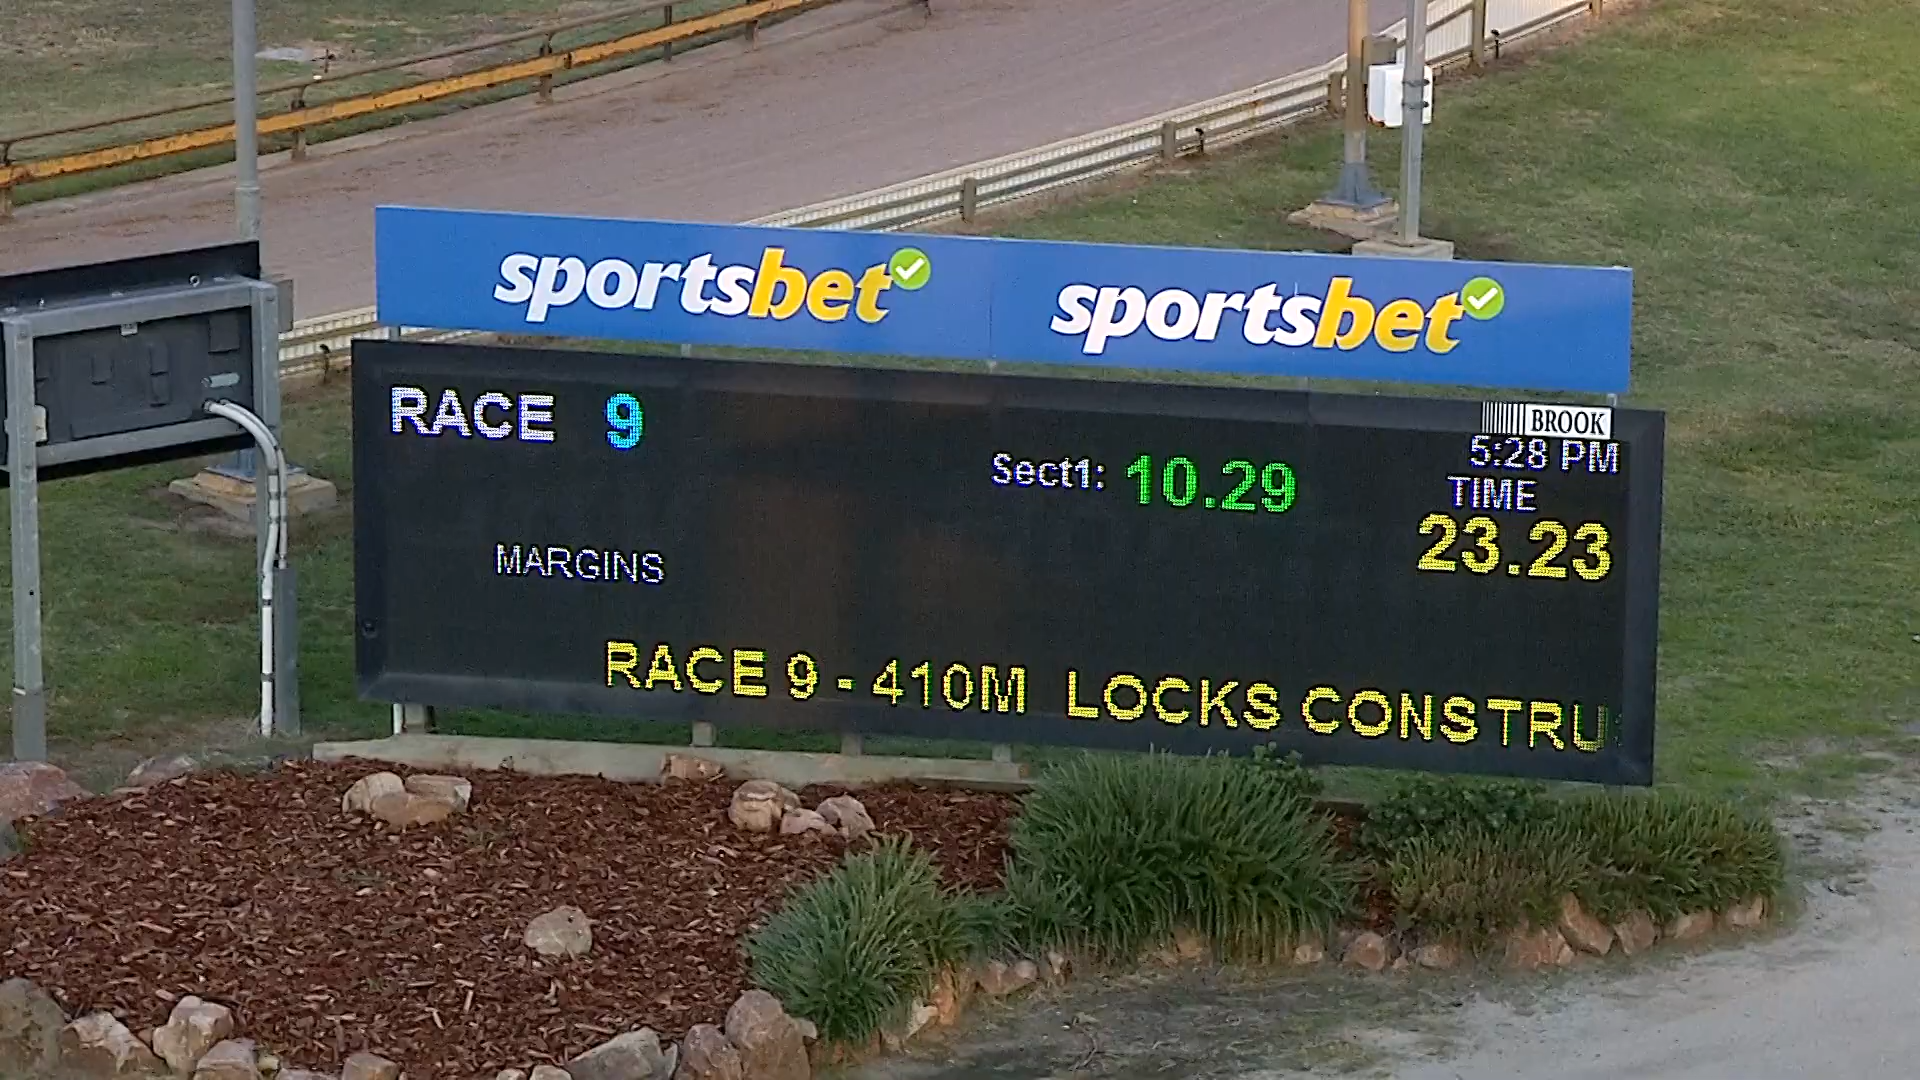 sportsbet sportsbet
RACE 9
BROOK
5:28 PM
Sect1: 10.29
TIME
23.23
MARGINS
RACE 9 - 410M LOCKS CONSTRU